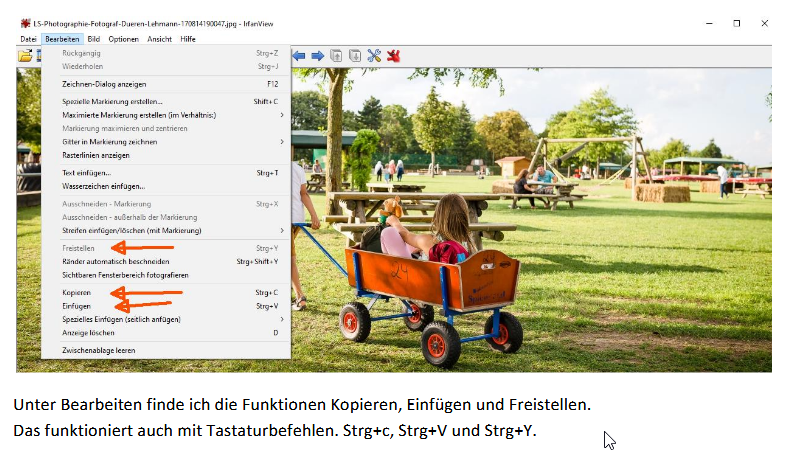 LS-Photographie-Fotograf-Dueren-Lehmann-170814190047.jpg - IrfanView
Datei Bearbeiten Bild Optionen Ansicht Hilfe
Rückgängig Strg+Z
Wiederholen Strg+J
Zeichnen-Dialog anzeigen F12
Spezielle Markierung erstellen... Shift+C
Maximierte Markierung erstellen (im Verhältnis:)
Markierung maximieren und zentrieren
Gitter in Markierung zeichnen
Rasterlinien anzeigen
Text einfügen... Strg+T
Wasserzeichen einfügen...
Ausschneiden - Markierung Strg+X
Ausschneiden - außerhalb der Markierung
Streifen einfügen/löschen (mit Markierung)
Freistellen Strg+Y
Ränder automatisch beschneiden Strg+Shift+Y
Sichtbaren Fensterbereich fotografieren
Kopieren Strg+C
Einfügen Strg+V
Spezielles Einfügen (seitlich anfügen)
Anzeige löschen D
Zwischenablage leeren
24
Unter Bearbeiten finde ich die Funktionen Kopieren, Einfügen und Freistellen.
Das funktioniert auch mit Tastaturbefehlen. Strg+c, Strg+V und Strg+Y.